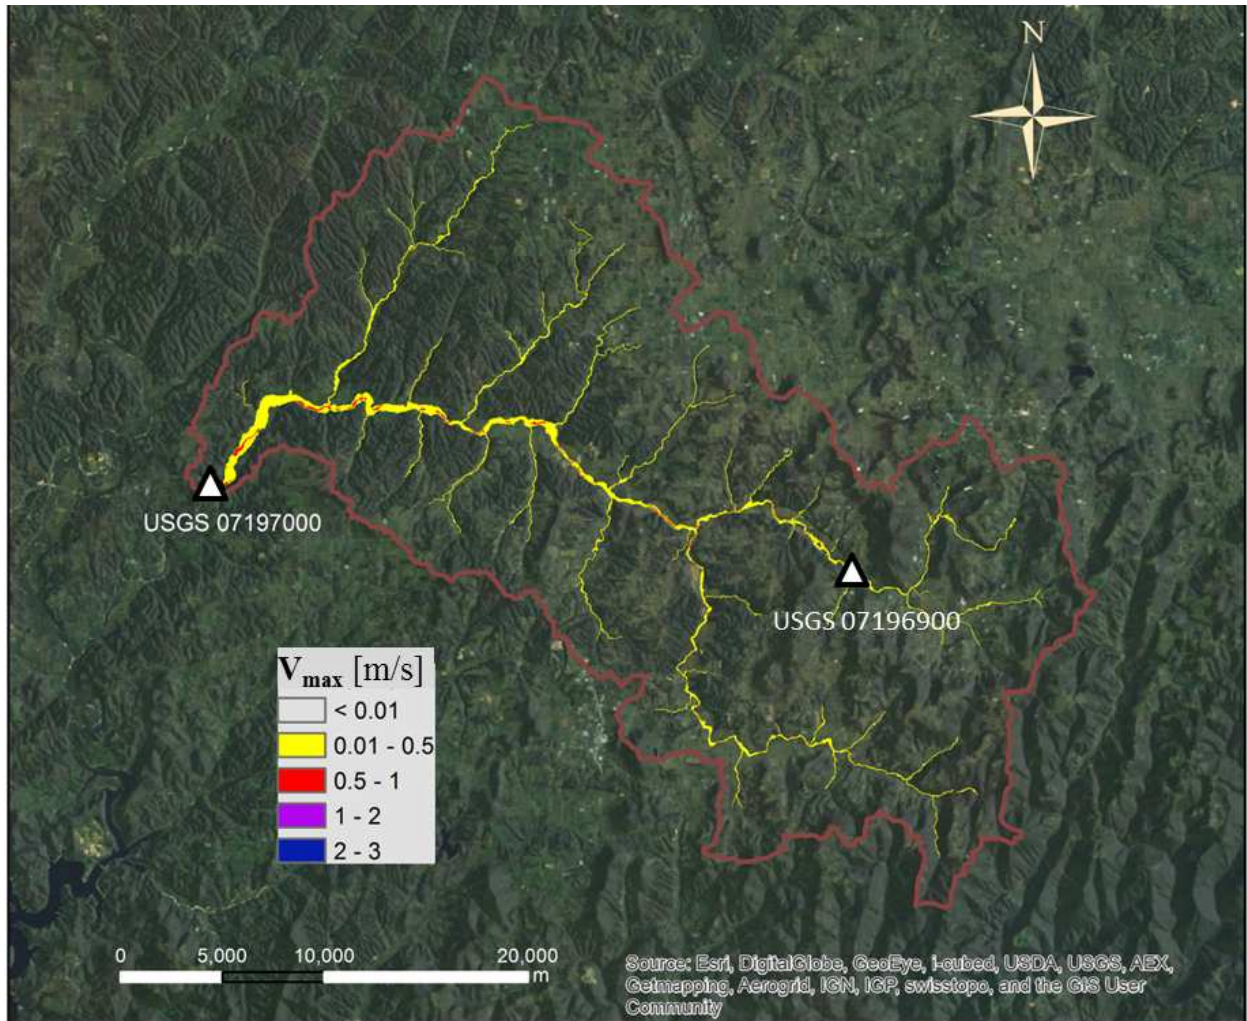 N
USGS 07197000
USGS 07196900
Vmax [m/s]
< 0.01
0.01 - 0.5
0.5 - 1
1 - 2
2 - 3
0 5,000 10,000 20,000
m
Source: Esri, DigitalGlobe, GeoEye, i-cubed, USDA, USGS, AEX,
Getmapping, Aerogrid, IGN, IGP, swisstopo, and the GIS User
Community